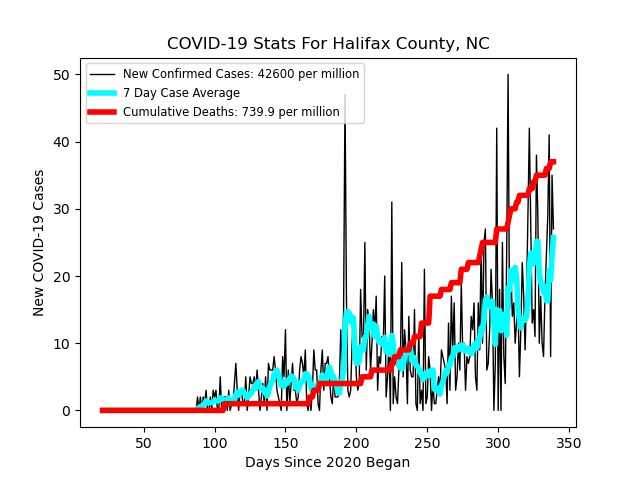 COVID-19 Stats For Halifax County, NC
New Confirmed Cases: 42600 per million
7 Day Case Average
Cumulative Deaths: 739.9 per million
New COVID-19 Cases
50
40
30
20
10
0
50 100 150 200 250 300 350
Days Since 2020 Began